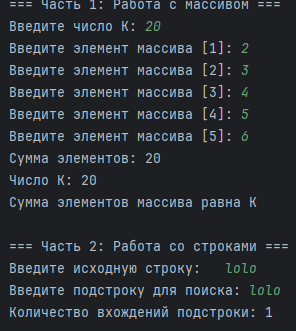 === Часть 1: Работа с массивом ===
Введите число K: 20
Введите элемент массива [1]: 2
Введите элемент массива [2]: 3
Введите элемент массива [3]: 4
Введите элемент массива [4]: 5
Введите элемент массива [5]: 6
Сумма элементов: 20
Число K: 20
Сумма элементов массива равна K
=== Часть 2: Работа со строками ===
Введите исходную строку:   lolo
Введите подстроку для поиска: lolo
Количество вхождений подстроки: 1